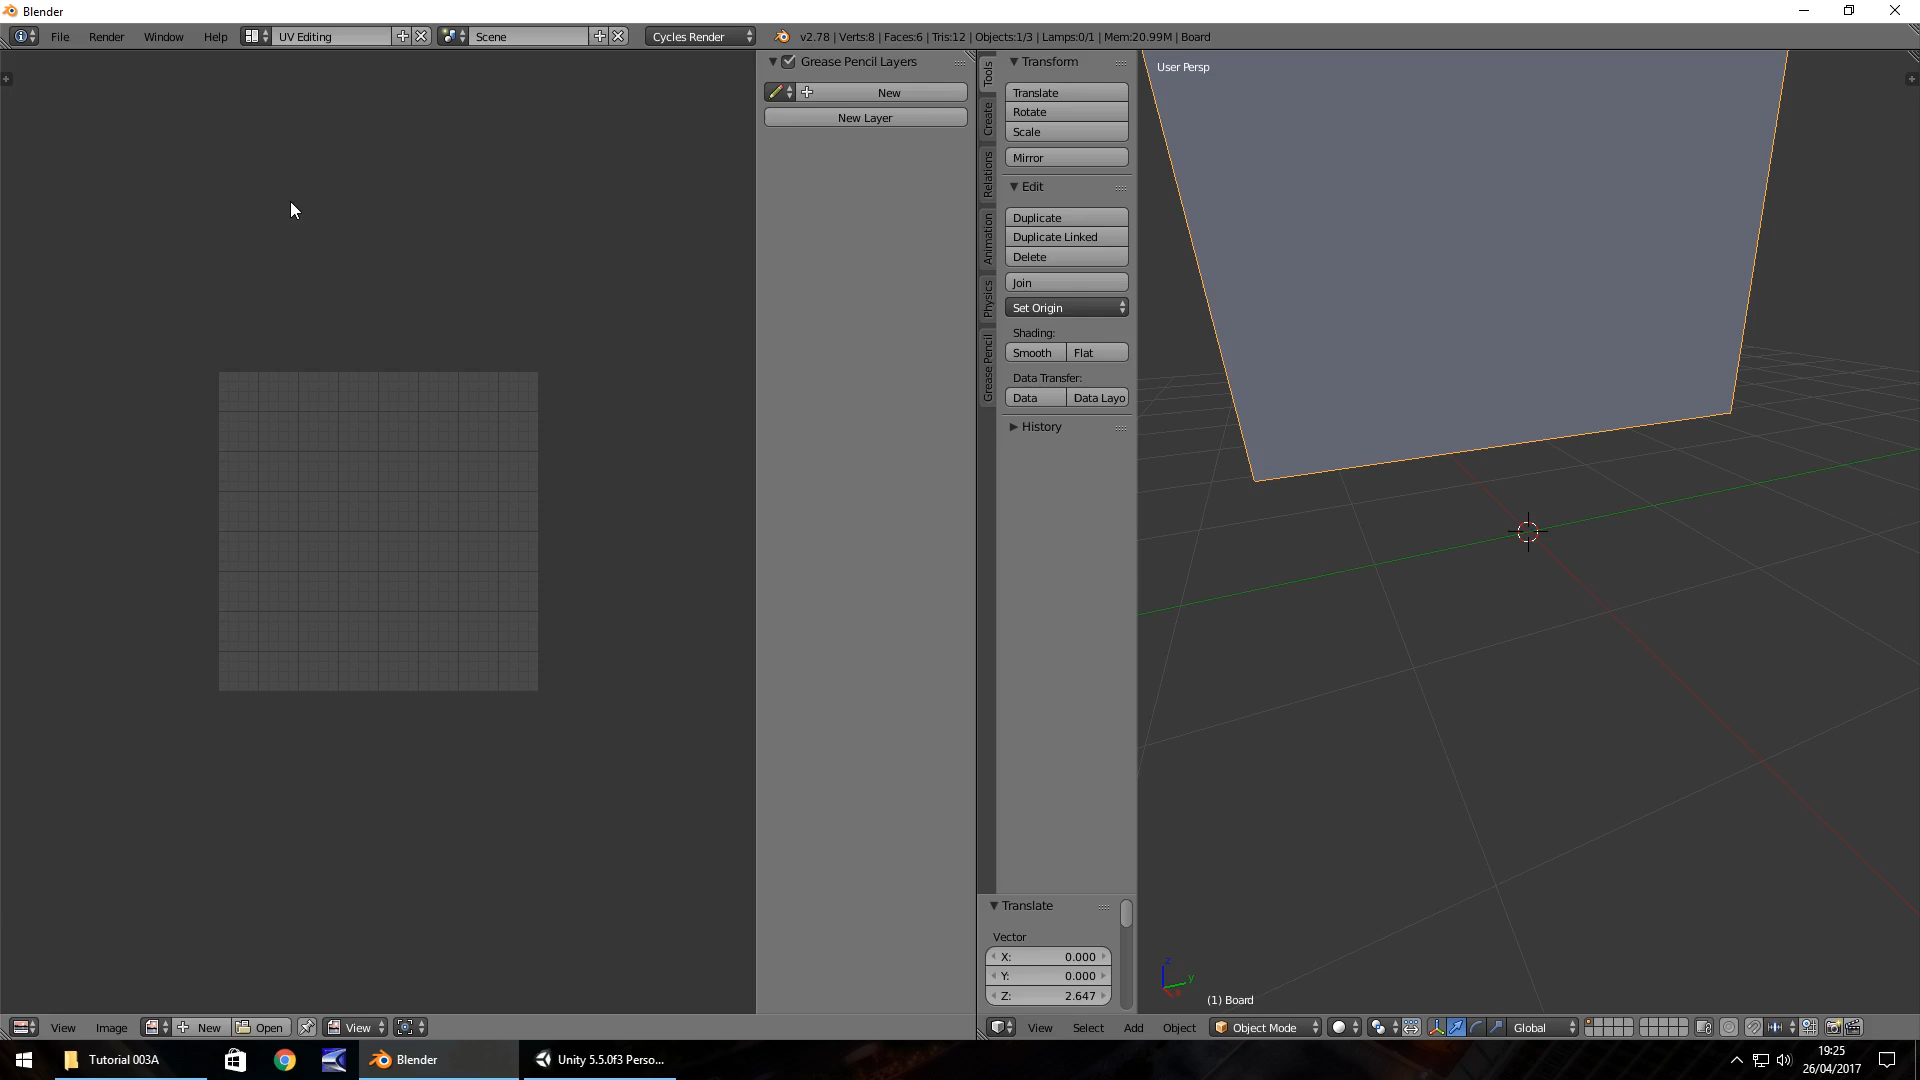 Blender
File Render Window Help UV Editing Scene Cycles Render v2.78 | Verts:8 | Faces:6 | Tris:12 | Objects:1/3 | Lamps:0/1 | Mem:20.99M | Board
Grease Pencil Layers
New
New Layer
Tools
Create
Relations
Animation
Physics
Grease Pencil
Transform
Translate
Rotate
Scale
Mirror
Edit
Duplicate
Duplicate Linked
Delete
Join
Set Origin
Shading:
Smooth Flat
Data Transfer:
Data Data Layo
History
Translate
Vector
X: 0.000
Y: 0.000
Z: 2.647
User Persp
z
y
x
(1) Board
View Image New Open View
View Select Add Object Object Mode Global
Tutorial 003A Blender Unity 5.5.0f3 Perso...
19:25
26/04/2017